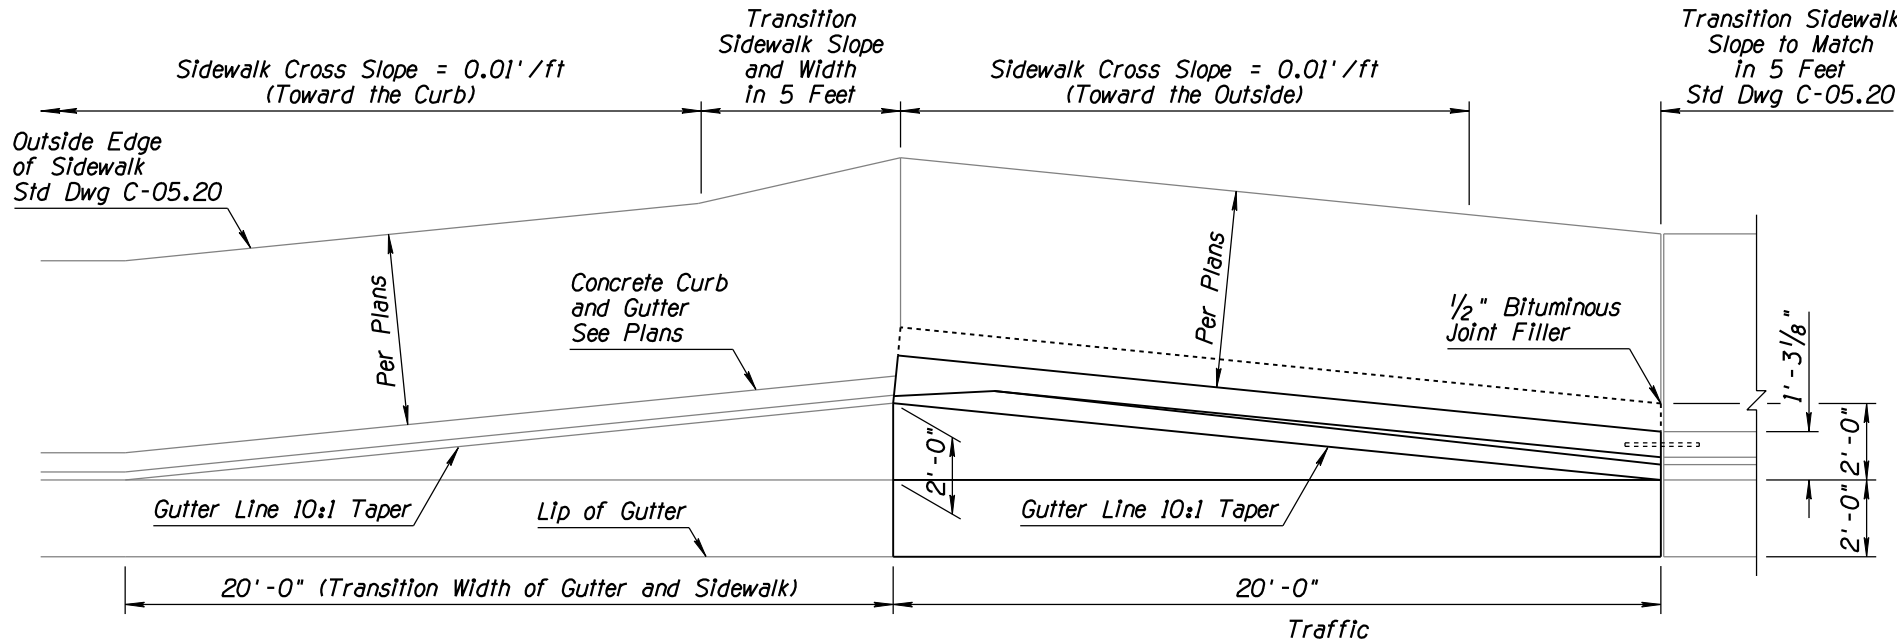 Transition
Sidewalk Slope
and Width
in 5 Feet
Transition Sidewalk
Slope to Match
in 5 Feet
Std Dwg C-05.20
Sidewalk Cross Slope = 0.01'/ft
(Toward the Curb)
Sidewalk Cross Slope = 0.01'/ft
(Toward the Outside)
Outside Edge
of Sidewalk
Std Dwg C-05.20
Per Plans
Concrete Curb
and Gutter
See Plans
Per Plans
1/2" Bituminous
Joint Filler
1'-3 1/8"
2'-0"
2'-0"
2'-0"
Gutter Line 10:1 Taper
Lip of Gutter
Gutter Line 10:1 Taper
20'-0" (Transition Width of Gutter and Sidewalk)
20'-0"
Traffic